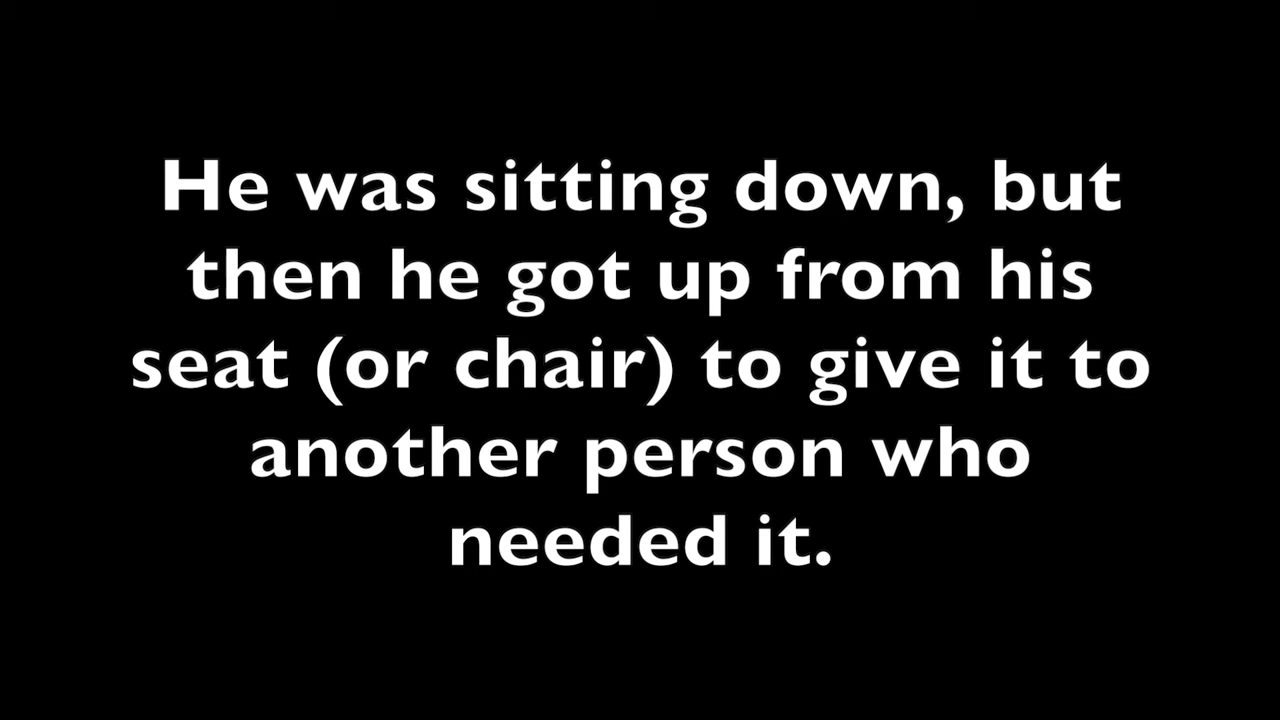 He was sitting down, but
then he got up from his
seat (or chair) to give it to
another person who
needed it.